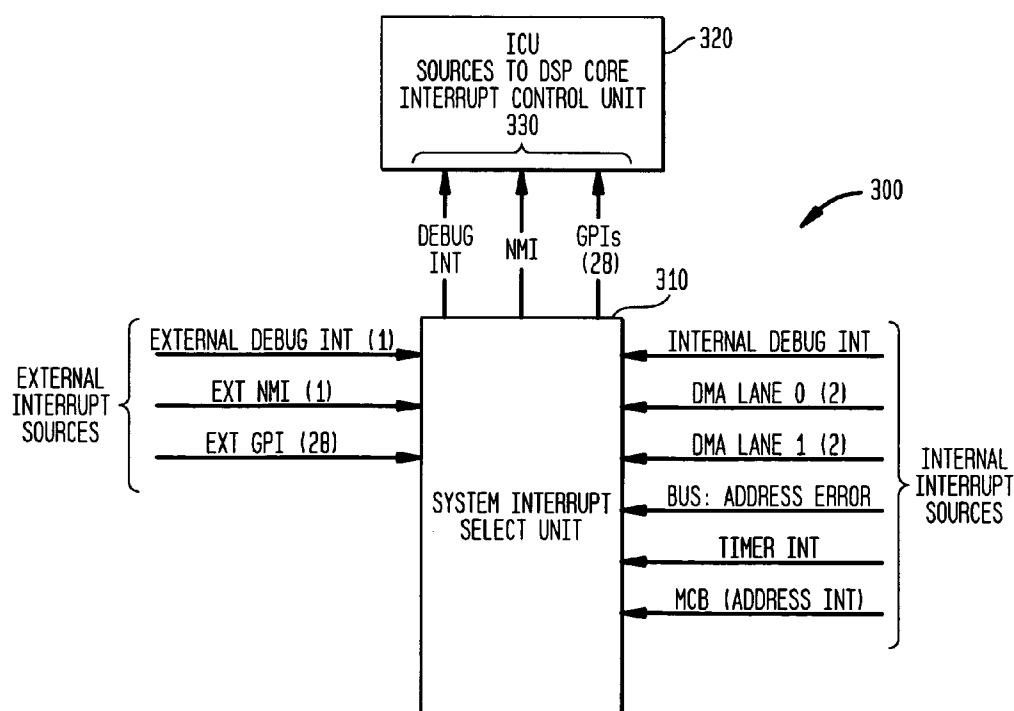 ICU
SOURCES TO DSP CORE
INTERRUPT CONTROL UNIT
330
320
300
DEBUG
INT
NMI
GPIs
(28)
310
EXTERNAL
INTERRUPT
SOURCES
EXTERNAL DEBUG INT (1)
EXT NMI (1)
EXT GPI (28)
SYSTEM INTERRUPT
SELECT UNIT
INTERNAL DEBUG INT
DMA LANE 0 (2)
DMA LANE 1 (2)
BUS: ADDRESS ERROR
TIMER INT
MCB (ADDRESS INT)
INTERNAL
INTERRUPT
SOURCES